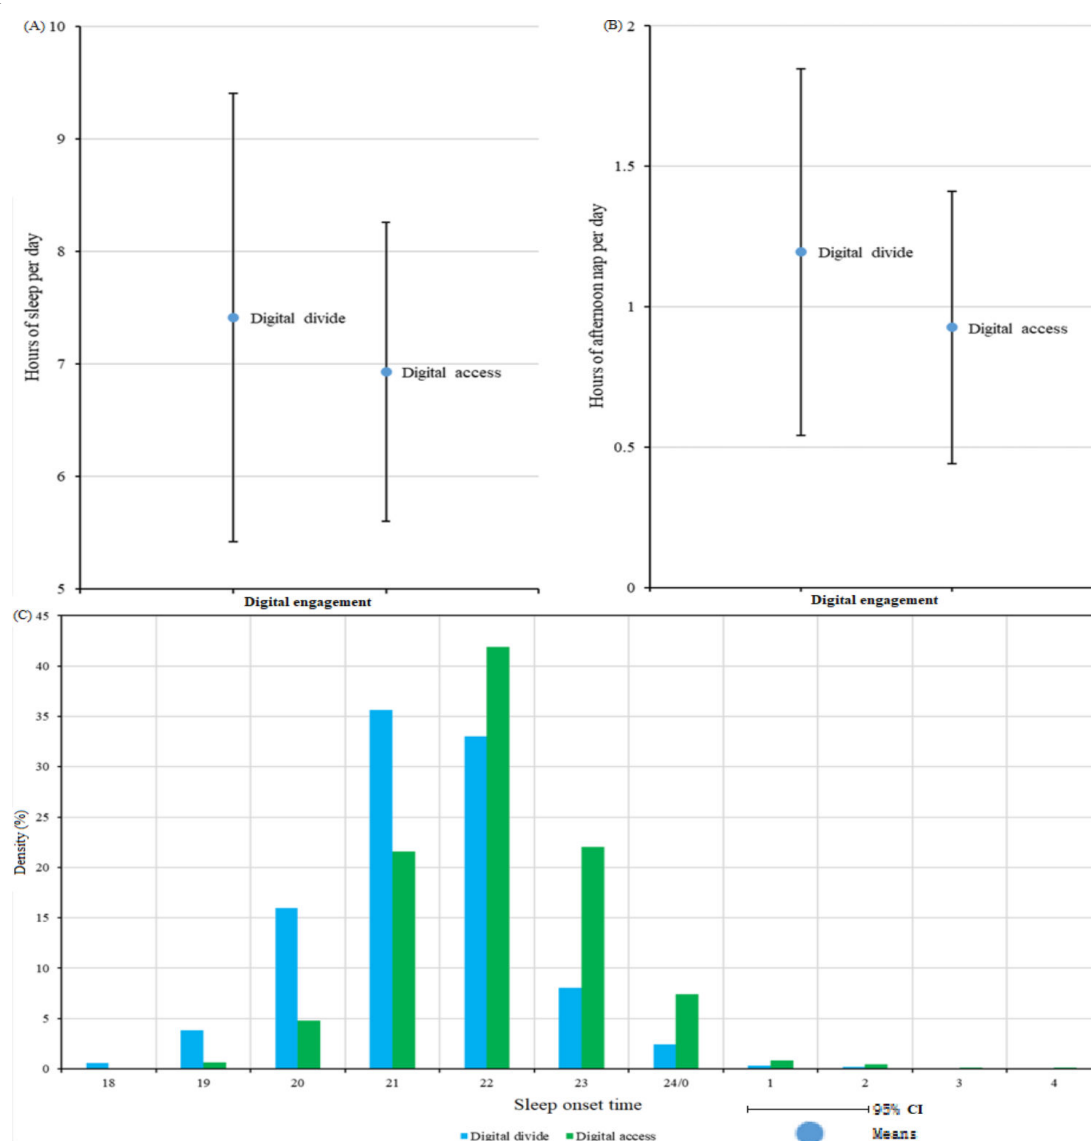 (A) 10
9
8
7
6
5
Hours of sleep per day
Digital divide
Digital access
Digital engagement
(B) 2
1.5
1
0.5
0
Hours of afternoon nap per day
Digital divide
Digital access
Digital engagement
(C) 45
40
35
30
25
20
15
10
5
0
Density (%)
18 19 20 21 22 23 24/0 1 2 3 4
Sleep onset time
95% CI
Digital divide Digital access
Means